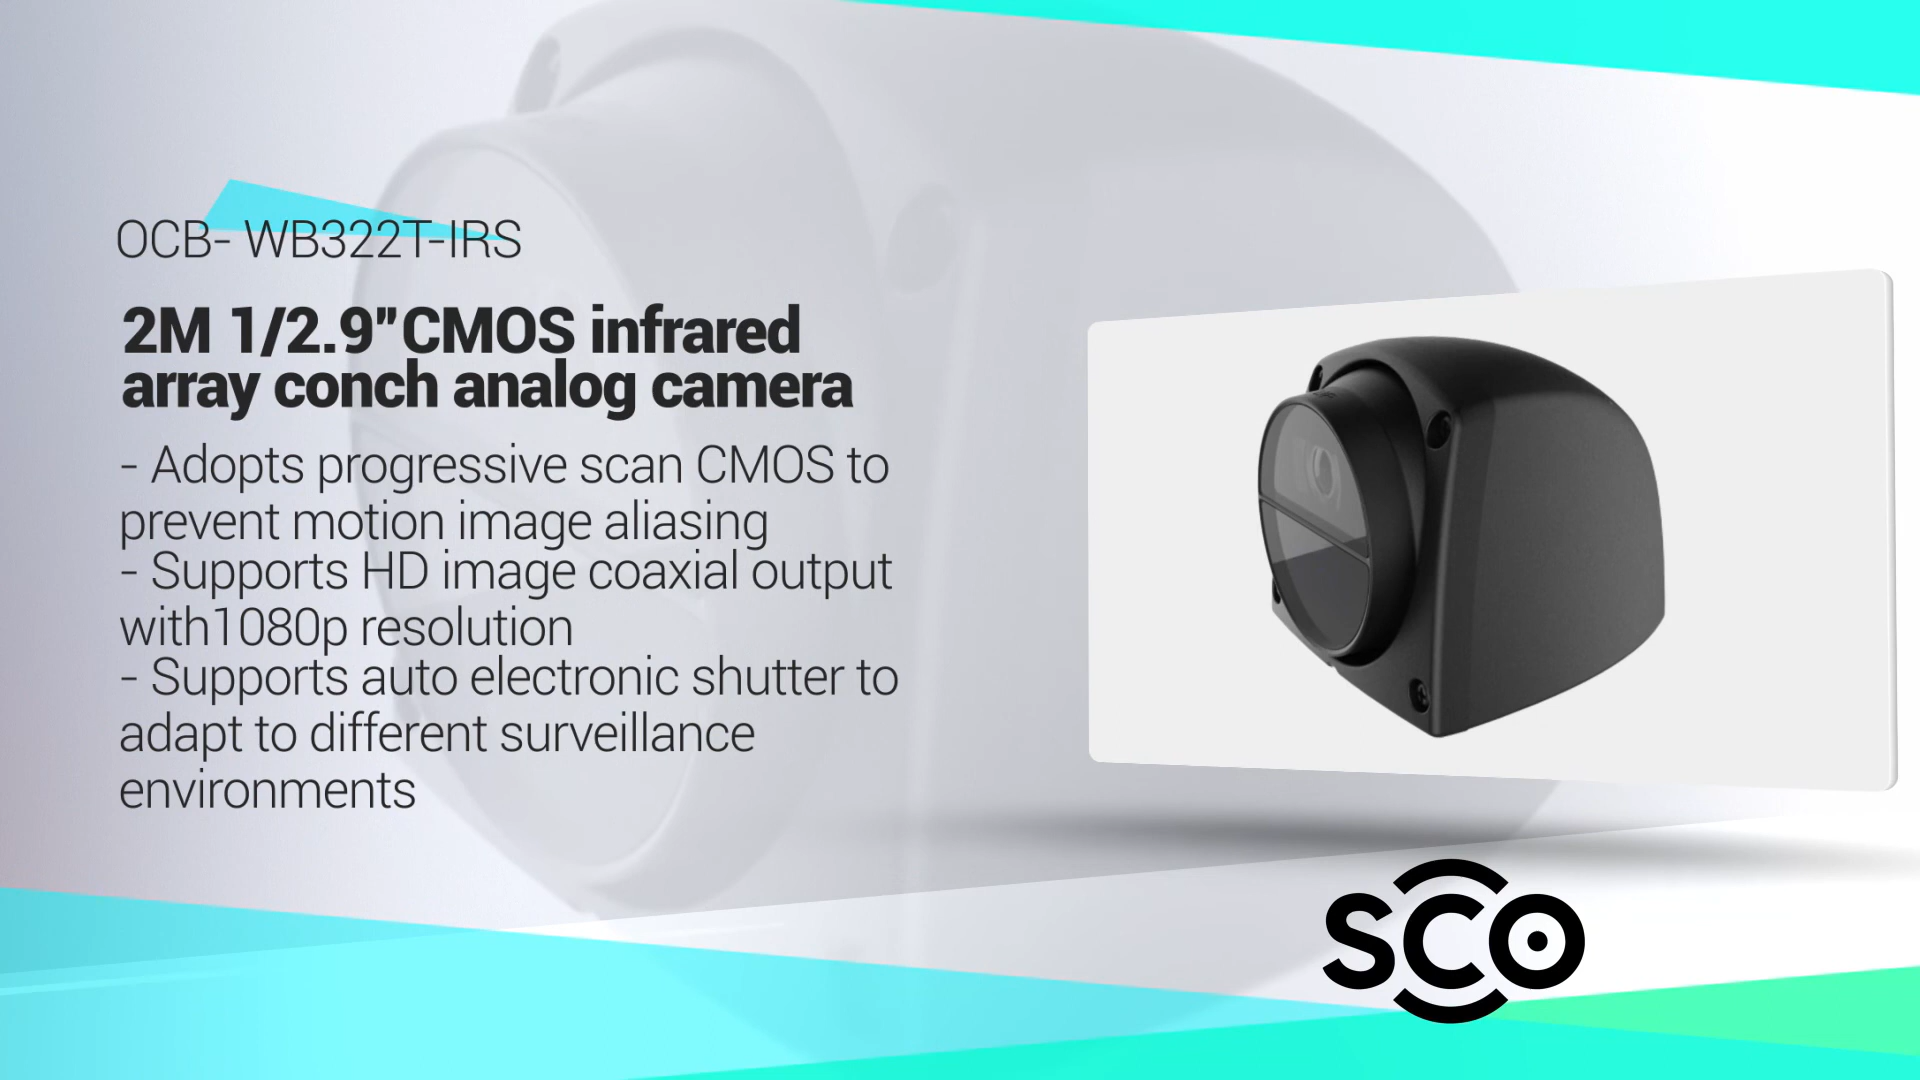 OCB- WB322T-IRS
2M 1/2.9"CMOS infrared
array conch analog camera
- Adopts progressive scan CMOS to
prevent motion image aliasing
- Supports HD image coaxial output
with1080p resolution
- Supports auto electronic shutter to
adapt to different surveillance
environments
sco